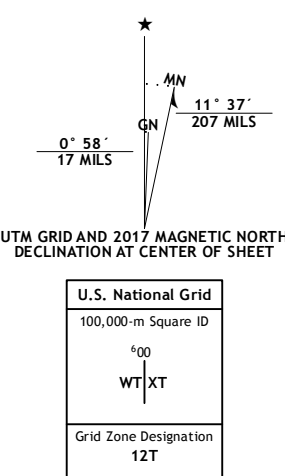 ★
MN
GN
11° 37´
207 MILS
0° 58´
17 MILS
UTM GRID AND 2017 MAGNETIC NORTH
DECLINATION AT CENTER OF SHEET
U.S. National Grid
100,000-m Square ID
⁶00
WT XT
Grid Zone Designation
12T